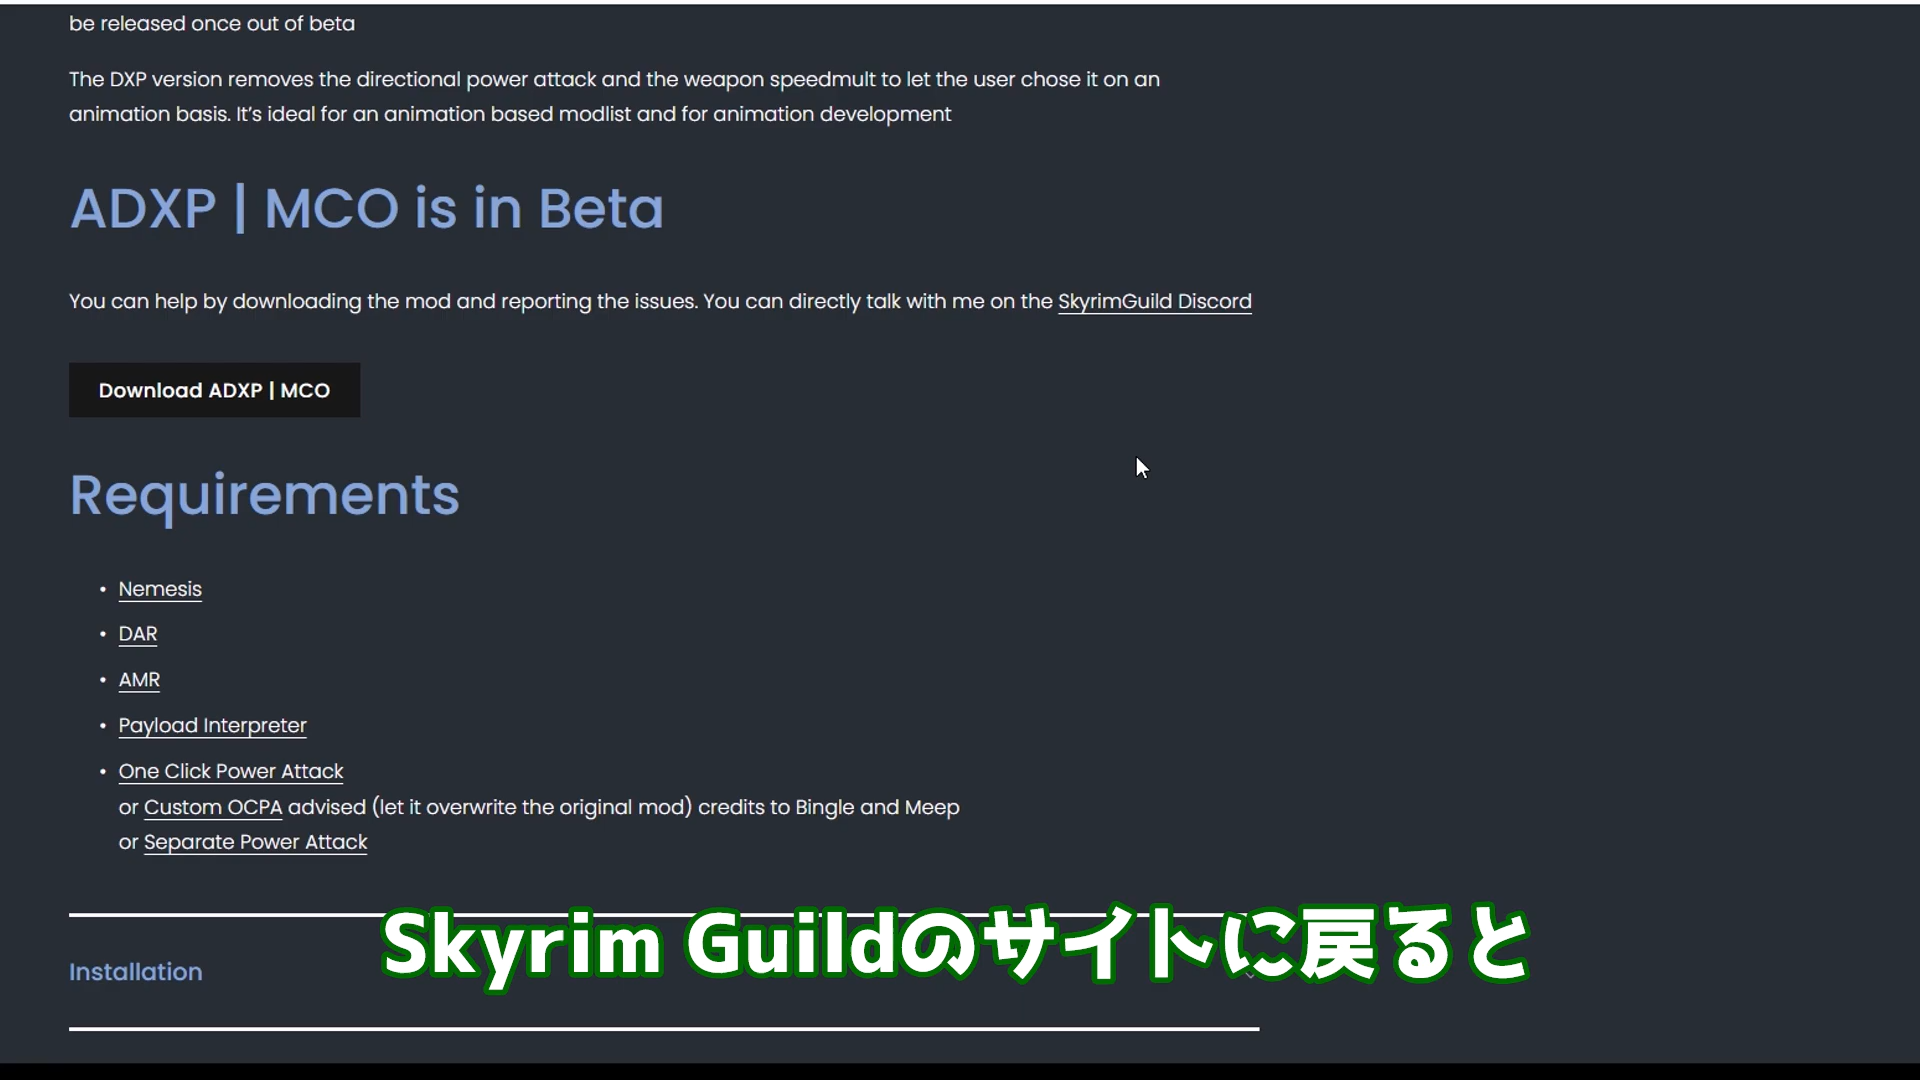 be released once out of beta
The DXP version removes the directional power attack and the weapon speedmult to let the user chose it on an
animation basis. It's ideal for an animation based modlist and for animation development
ADXP | MCO is in Beta
You can help by downloading the mod and reporting the issues. You can directly talk with me on the SkyrimGuild Discord
Download ADXP | MCO
Requirements
• Nemesis
• DAR
• AMR
• Payload Interpreter
• One Click Power Attack
or Custom OCPA advised (let it overwrite the original mod) credits to Bingle and Meep
or Separate Power Attack
Skyrim Guildのサイトに戻ると
Installation